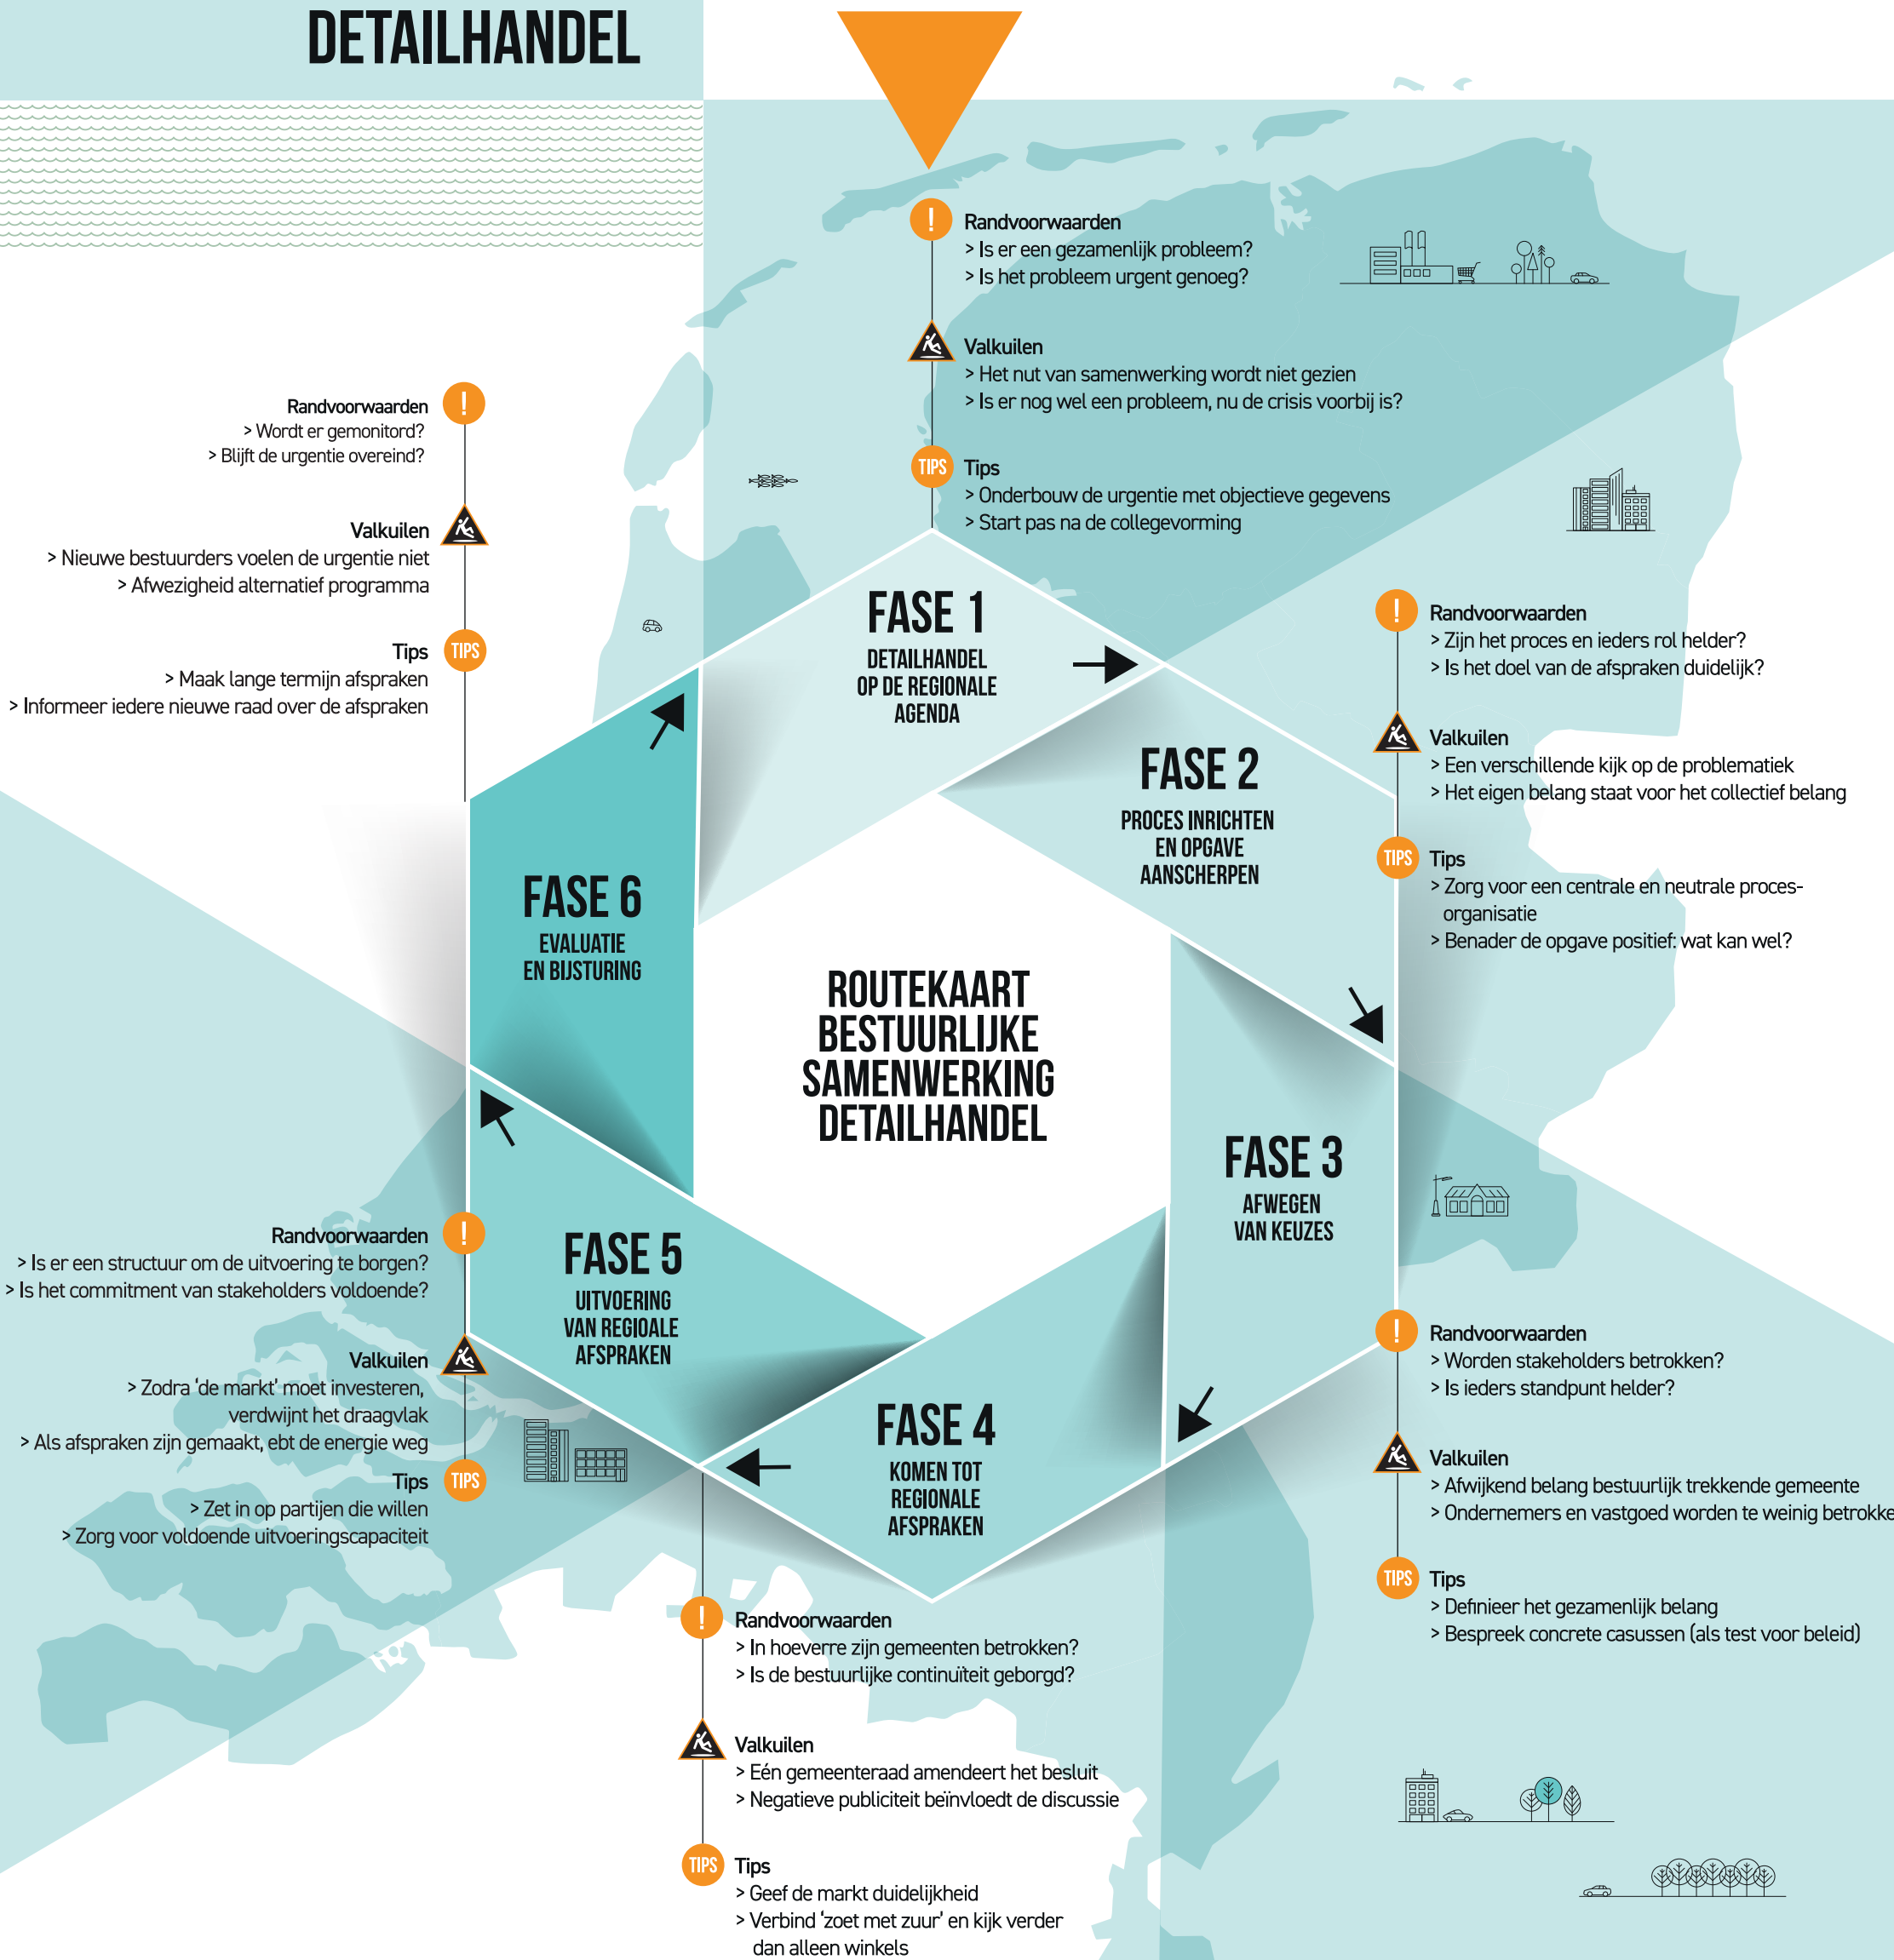 DETAILHANDEL
!
Randvoorwaarden
> Is er een gezamenlijk probleem?
> Is het probleem urgent genoeg?
Valkuilen
> Het nut van samenwerking wordt niet gezien
> Is er nog wel een probleem, nu de crisis voorbij is?
TIPS
Tips
> Onderbouw de urgentie met objectieve gegevens
> Start pas na de collegevorming
FASE 1
DETAILHANDEL
OP DE REGIONALE
AGENDA
!
Randvoorwaarden
> Zijn het proces en ieders rol helder?
> Is het doel van de afspraken duidelijk?
Valkuilen
> Een verschillende kijk op de problematiek
> Het eigen belang staat voor het collectief belang
TIPS
Tips
> Zorg voor een centrale en neutrale proces-
organisatie
> Benader de opgave positief: wat kan wel?
FASE 2
PROCES INRICHTEN
EN OPGAVE
AANSCHERPEN
FASE 3
AFWEGEN
VAN KEUZES
!
Randvoorwaarden
> Worden stakeholders betrokken?
> Is ieders standpunt helder?
Valkuilen
> Afwijkend belang bestuurlijk trekkende gemeente
> Ondernemers en vastgoed worden te weinig betrokke
TIPS
Tips
> Definieer het gezamenlijk belang
> Bespreek concrete casussen (als test voor beleid)
FASE 4
KOMEN TOT
REGIONALE
AFSPRAKEN
!
Randvoorwaarden
> In hoeverre zijn gemeenten betrokken?
> Is de bestuurlijke continuïteit geborgd?
Valkuilen
> Eén gemeenteraad amendeert het besluit
> Negatieve publiciteit beïnvloedt de discussie
TIPS
Tips
> Geef de markt duidelijkheid
> Verbind ‘zoet met zuur’ en kijk verder
dan alleen winkels
FASE 5
UITVOERING
VAN REGIOALE
AFSPRAKEN
!
Randvoorwaarden
> Is er een structuur om de uitvoering te borgen?
> Is het commitment van stakeholders voldoende?
Valkuilen
> Zodra ‘de markt’ moet investeren,
verdwijnt het draagvlak
> Als afspraken zijn gemaakt, ebt de energie weg
TIPS
Tips
> Zet in op partijen die willen
> Zorg voor voldoende uitvoeringscapaciteit
FASE 6
EVALUATIE
EN BIJSTURING
!
Randvoorwaarden
> Wordt er gemonitord?
> Blijft de urgentie overeind?
Valkuilen
> Nieuwe bestuurders voelen de urgentie niet
> Afwezigheid alternatief programma
TIPS
Tips
> Maak lange termijn afspraken
> Informeer iedere nieuwe raad over de afspraken
ROUTEKAART
BESTUURLIJKE
SAMENWERKING
DETAILHANDEL